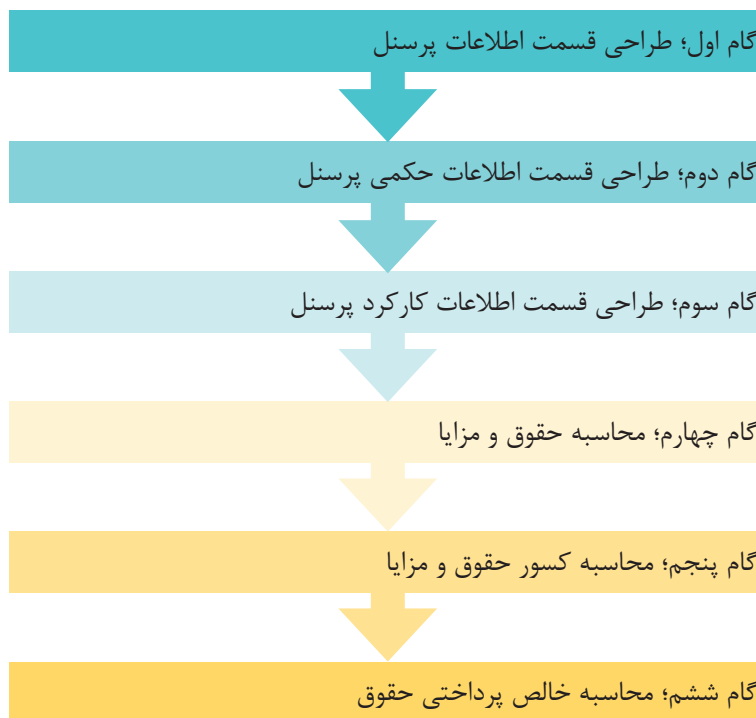 گام اول؛ طراحی قسمت اطلاعات پرسنل
گام دوم؛ طراحی قسمت اطلاعات حکمی پرسنل
گام سوم؛ طراحی قسمت اطلاعات کارکرد پرسنل
گام چهارم؛ محاسبه حقوق و مزایا
گام پنجم؛ محاسبه کسور حقوق و مزایا
گام ششم؛ محاسبه خالص پرداختی حقوق